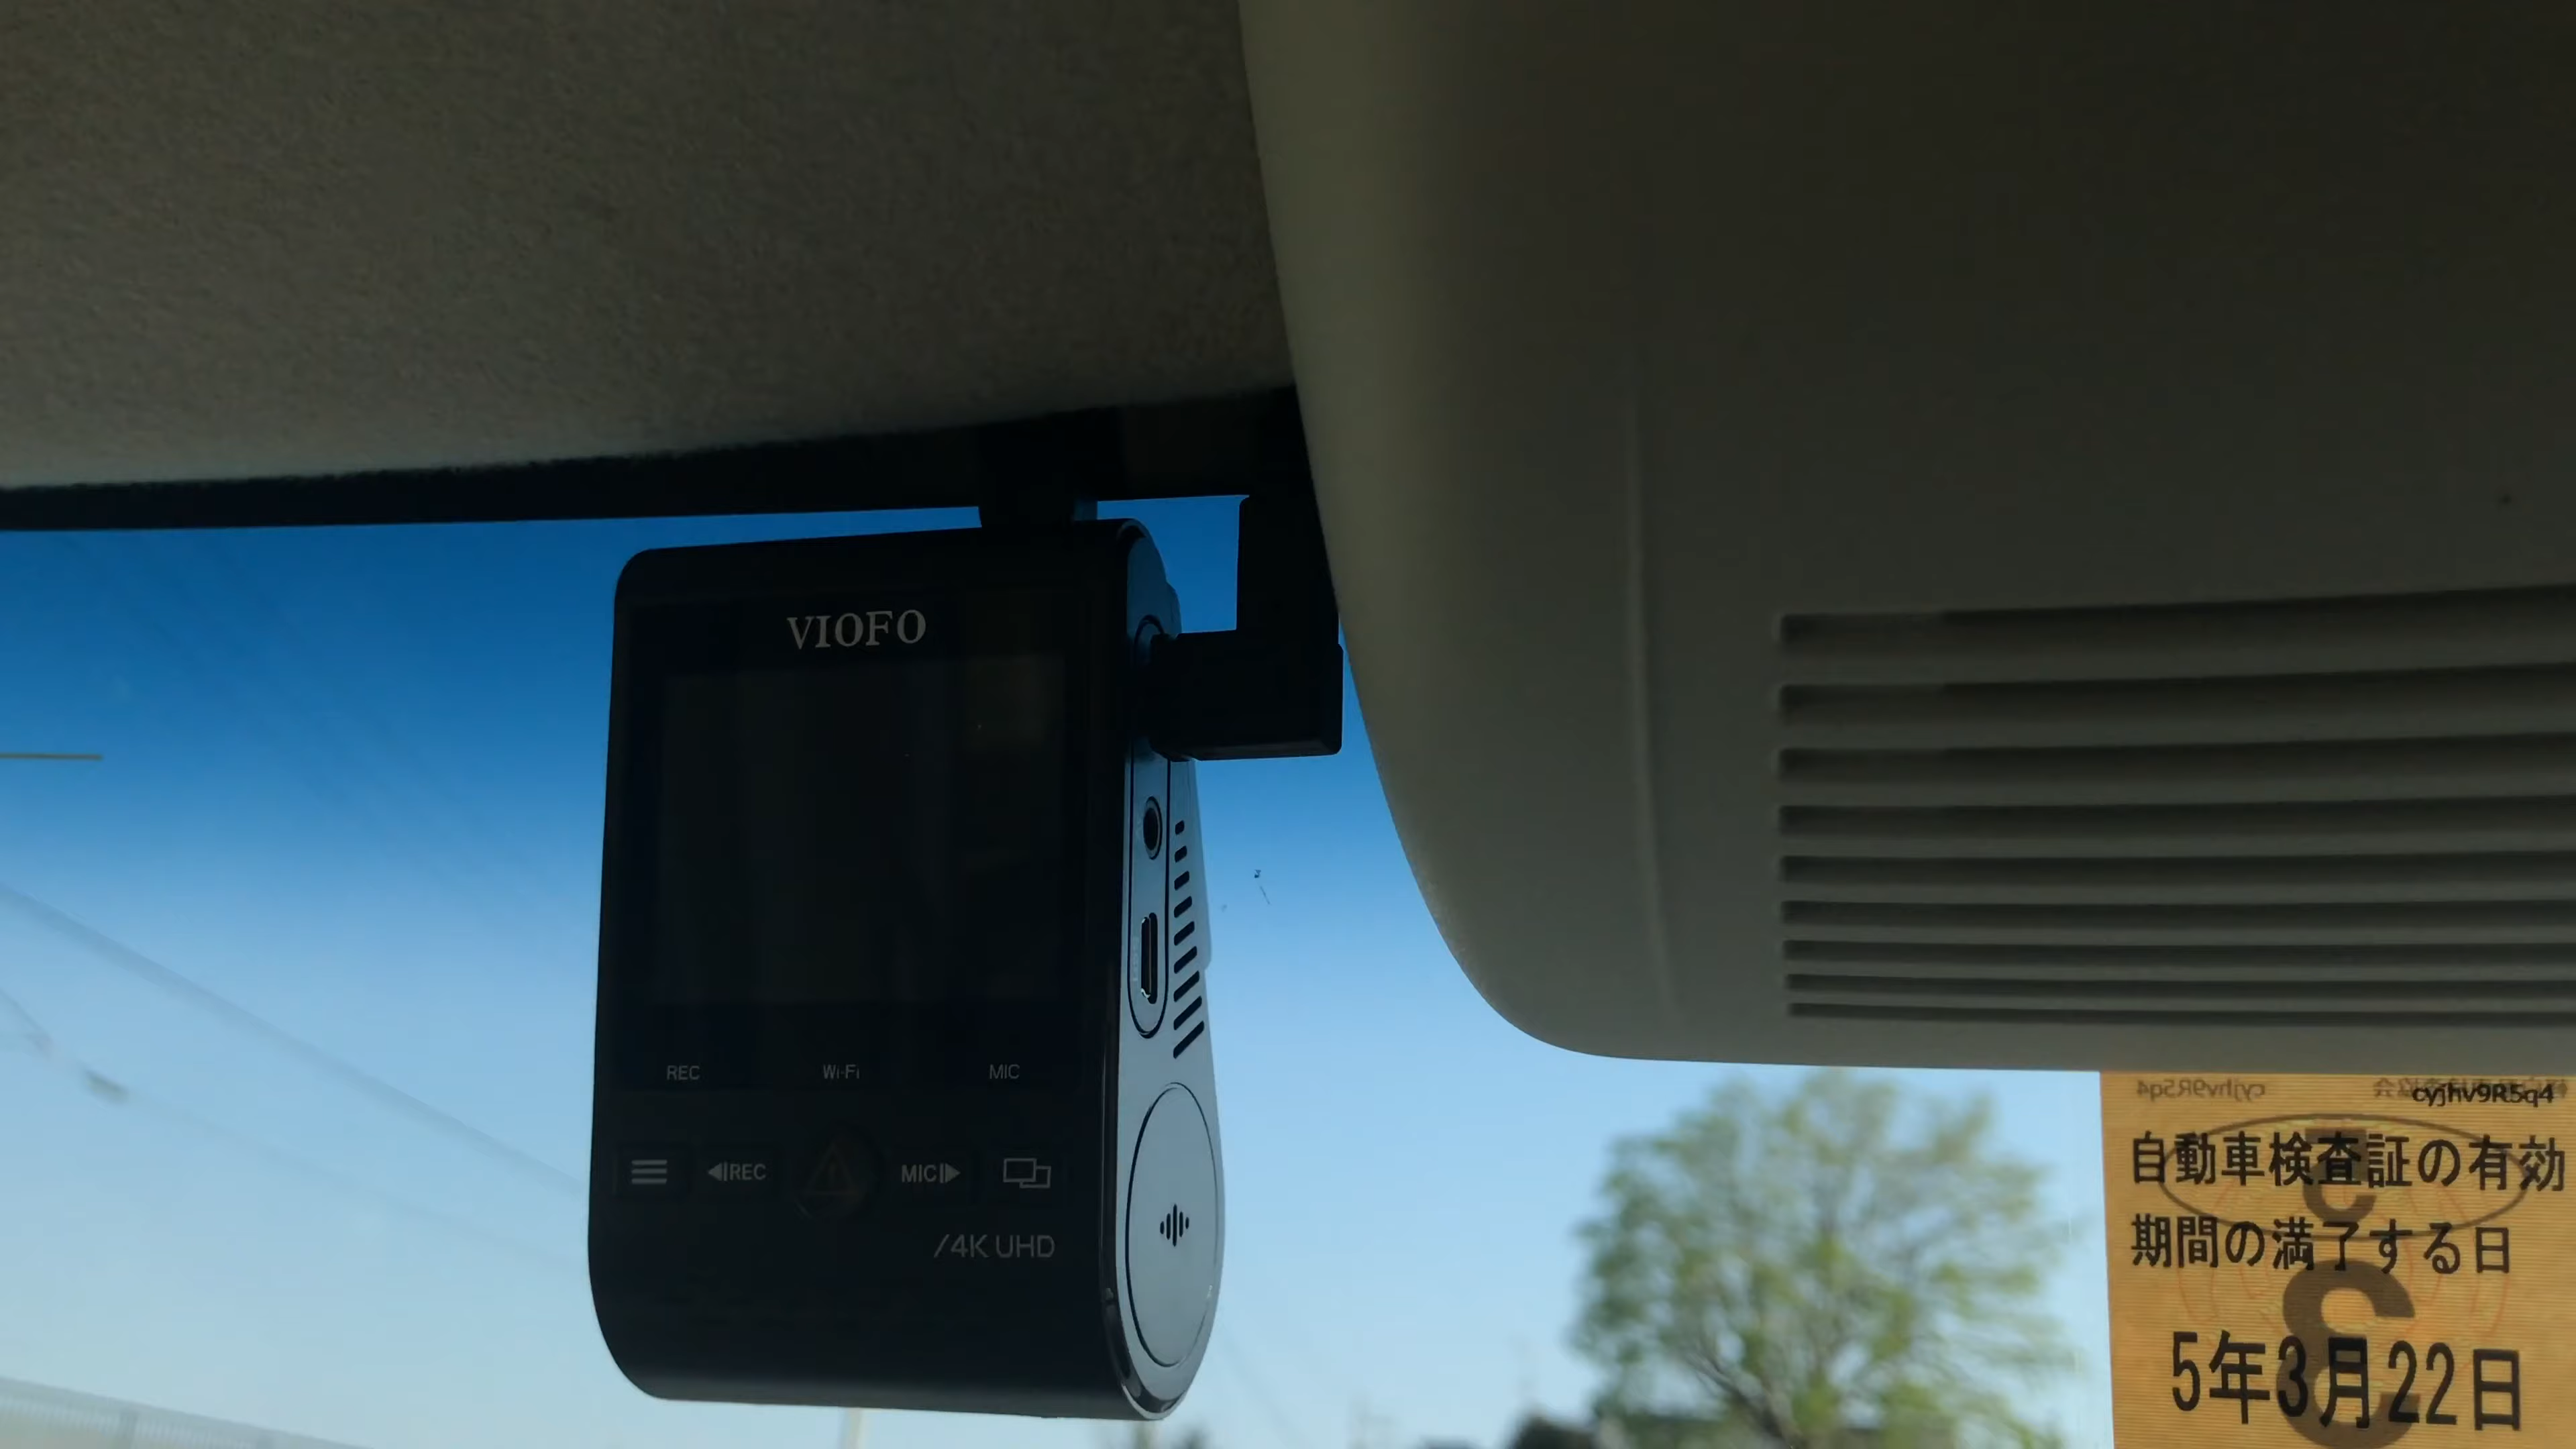 VIOFO
REC Wi-Fi MIC
REC MIC
/4K UHD
cyjhv9R5q4
自動車検査証の有効
期間の満了する日
5年3月22日